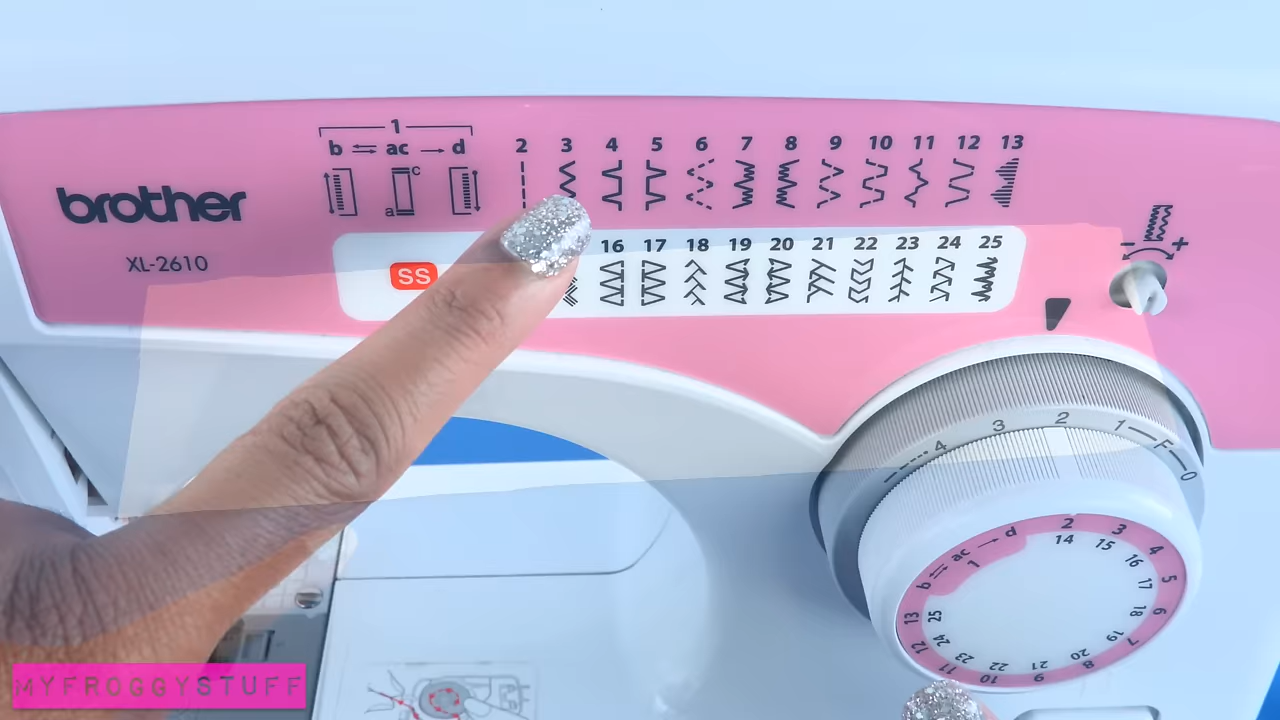 1
b ac d
2 3 4 5 6 7 8 9 10 11 12 13
brother
XL-2610
SS
16 17 18 19 20 21 22 23 24 25
- +
4 3 2 1 F 0
b ac d 2 3 4 5 6 7 8 9 10 11 12 13
1 14 15 16 17 18 19 20 21 22 23 24 25
c
a
MYFROGGYSTUFF